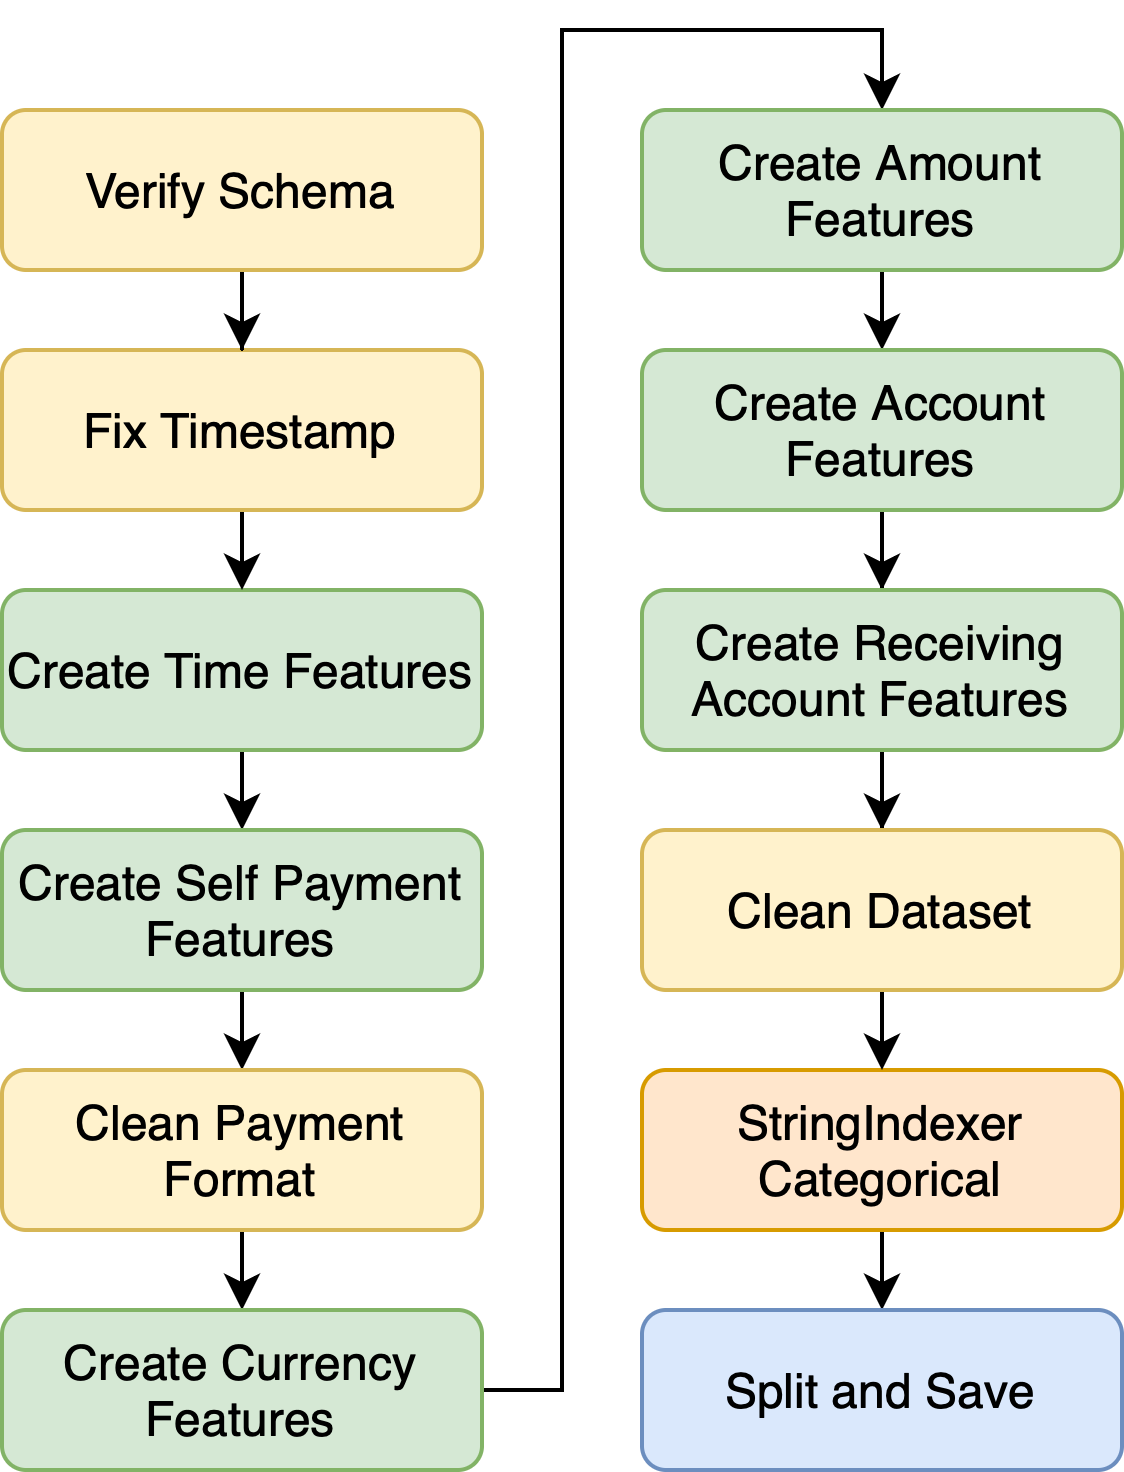 Verify Schema
Fix Timestamp
Create Time Features
Create Self Payment
Features
Clean Payment
Format
Create Currency
Features
Create Amount
Features
Create Account
Features
Create Receiving
Account Features
Clean Dataset
StringIndexer
Categorical
Split and Save